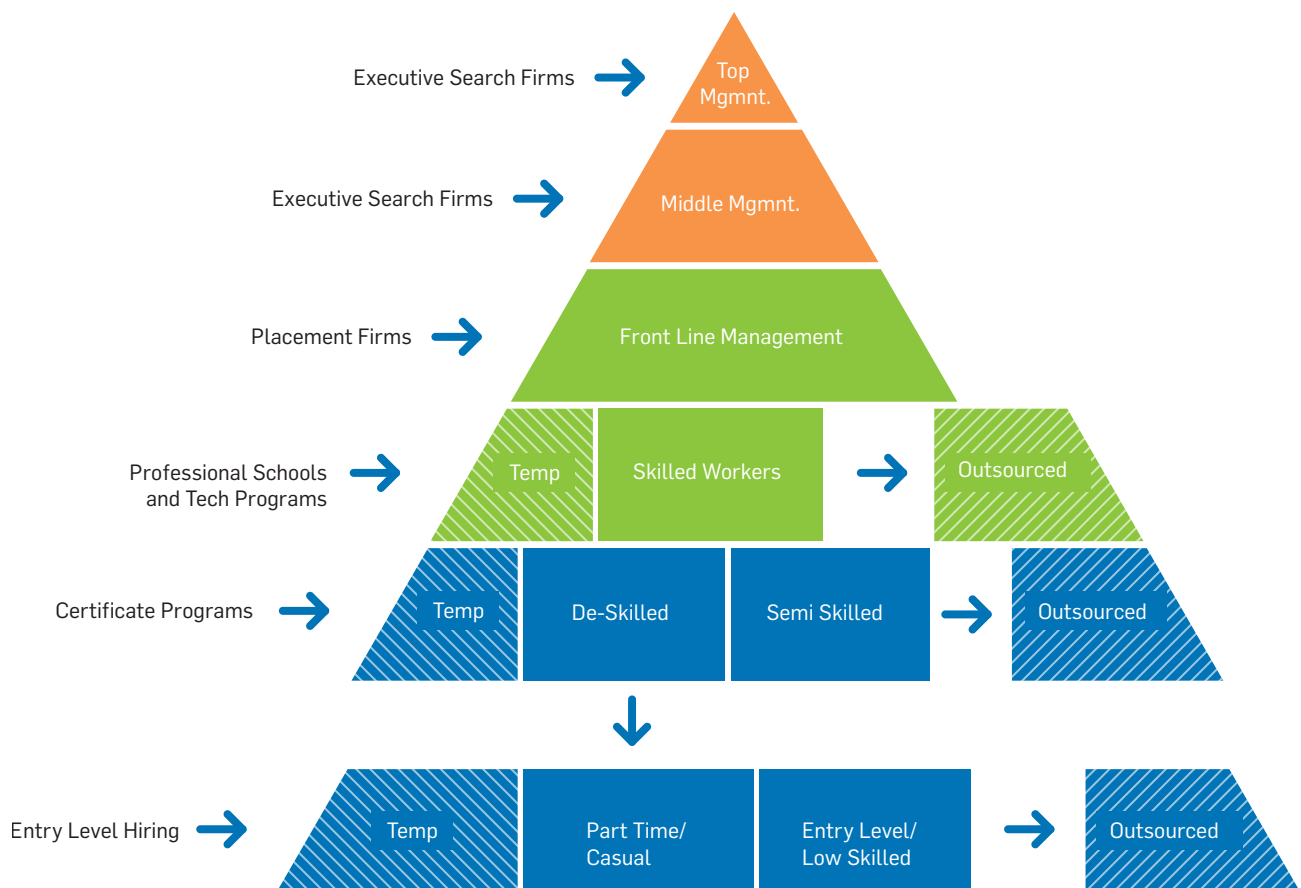 Executive Search Firms
Top
Mgmnt.
Executive Search Firms
Middle Mgmnt.
Placement Firms
Front Line Management
Professional Schools
and Tech Programs
Temp
Skilled Workers
Outsourced
Certificate Programs
Temp
De-Skilled
Semi Skilled
Outsourced
Entry Level Hiring
Temp
Part Time/
Casual
Entry Level/
Low Skilled
Outsourced